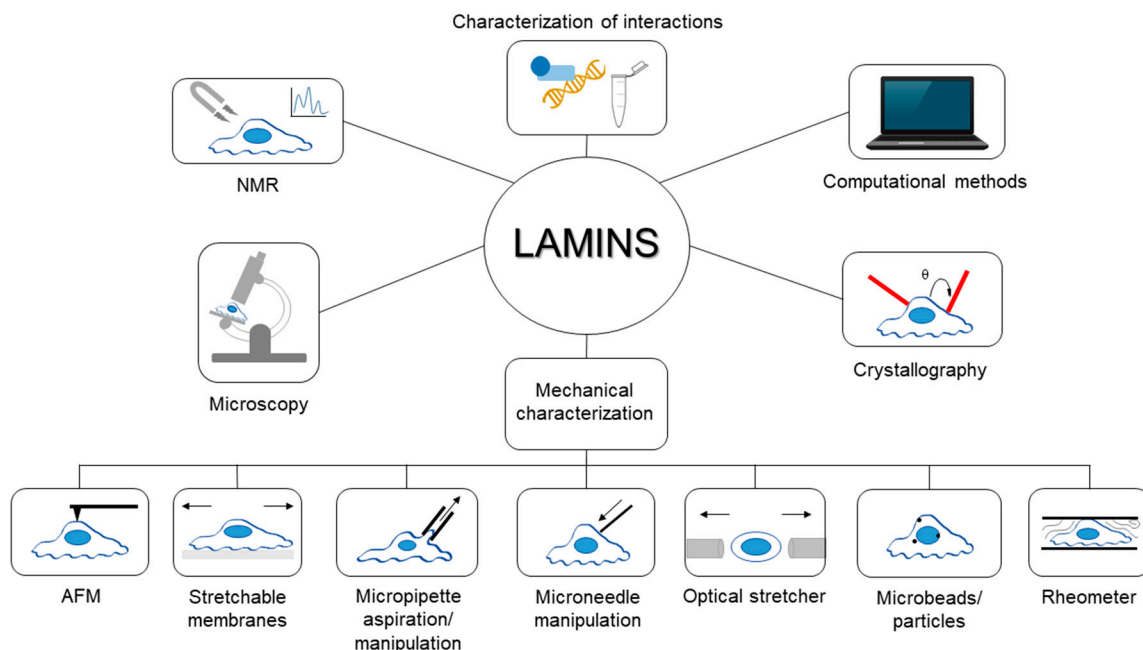 Characterization of interactions
NMR
Computational methods
LAMINS
θ
Microscopy
Crystallography
Mechanical
characterization
AFM
Stretchable
membranes
Micropipette
aspiration/
manipulation
Microneedle
manipulation
Optical stretcher
Microbeads/
particles
Rheometer